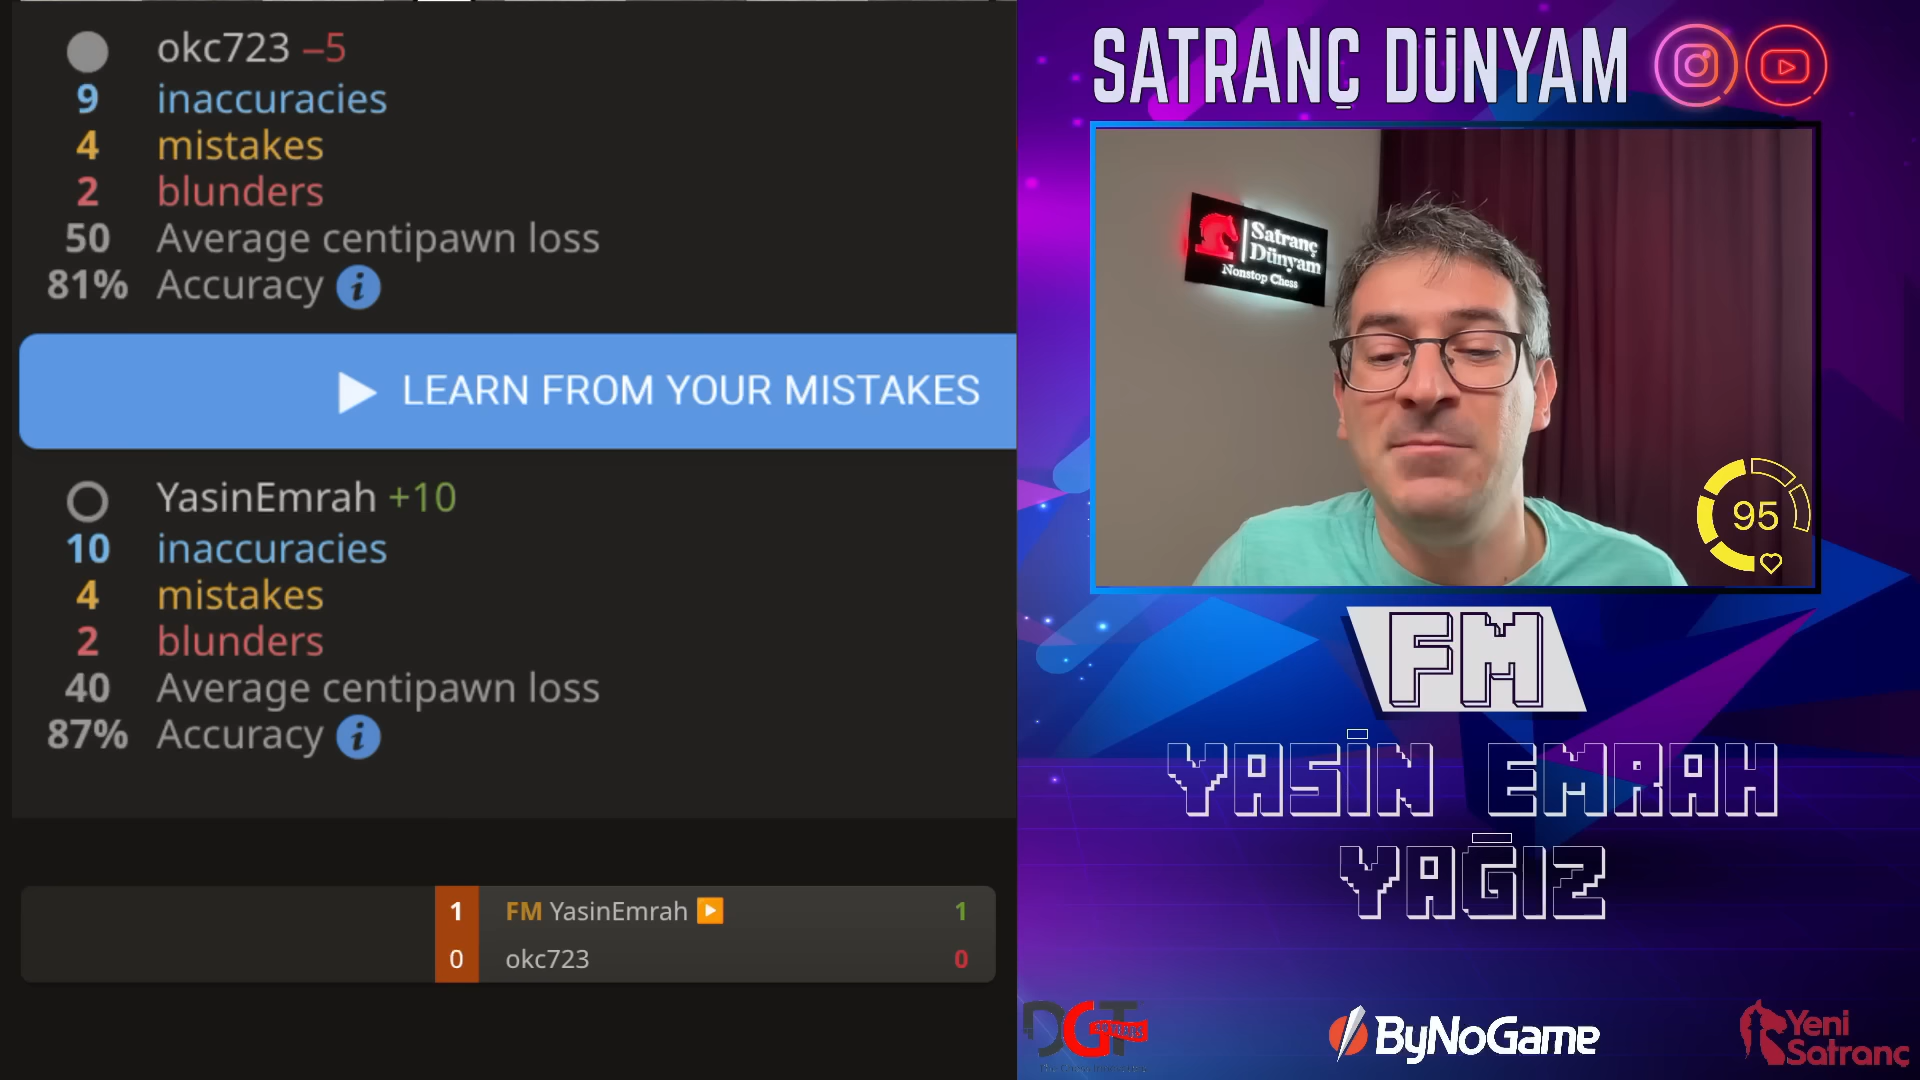 okc723 –5
9 inaccuracies
4 mistakes
2 blunders
50 Average centipawn loss
81% Accuracy
LEARN FROM YOUR MISTAKES
YasinEmrah +10
10 inaccuracies
4 mistakes
2 blunders
40 Average centipawn loss
87% Accuracy
1 FM YasinEmrah 1
0 okc723 0
SATRANÇ DÜNYAM
Satranç
Dünyam
Nonstop Chess
95
FM
YASİN EMRAH
YAĞIZ
DGT
ByNoGame
Yeni
Satranç